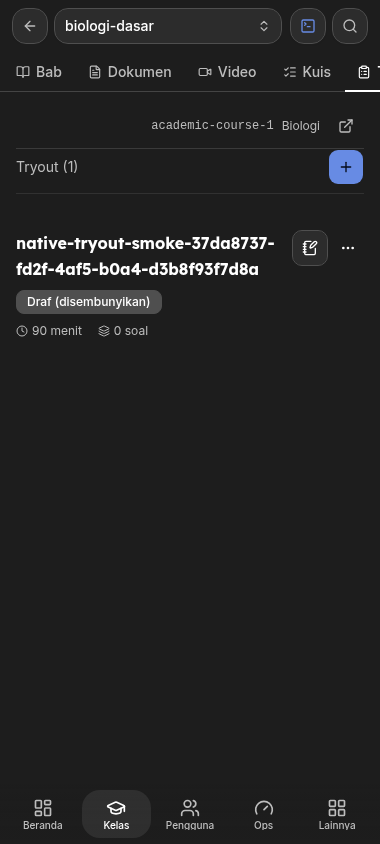 biologi-dasar
Bab
Dokumen
Video
Kuis
academic-course-1 Biologi
Tryout (1)
native-tryout-smoke-37da8737-
fd2f-4af5-b0a4-d3b8f93f7d8a
Draf (disembunyikan)
90 menit
0 soal
Beranda
Kelas
Pengguna
Ops
Lainnya